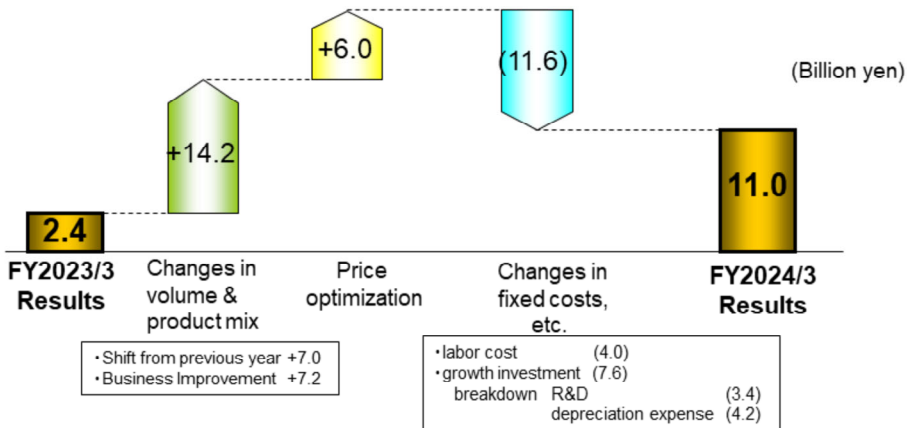 +6.0
(11.6)
(Billion yen)
+14.2
11.0
2.4
FY2023/3
Results
Changes in
volume &
product mix
Price
optimization
Changes in
fixed costs,
etc.
FY2024/3
Results
・Shift from previous year +7.0
・Business Improvement +7.2
・labor cost (4.0)
・growth investment (7.6)
breakdown R&D (3.4)
depreciation expense (4.2)